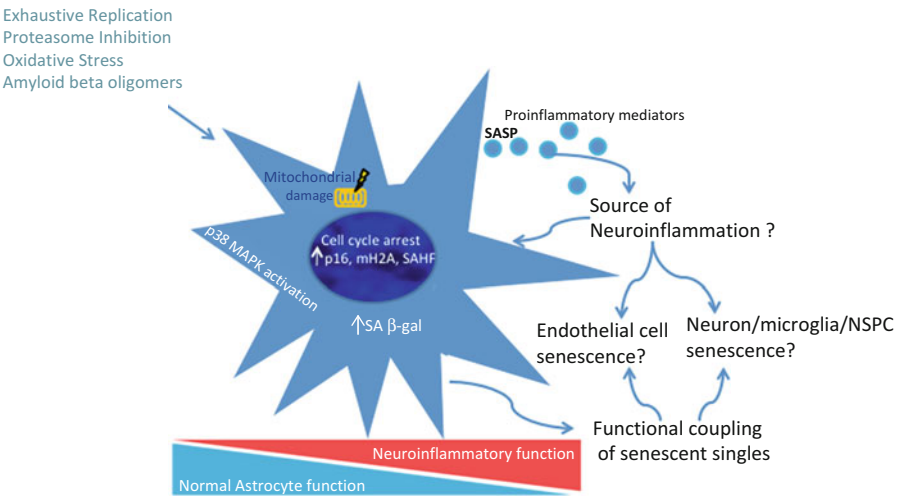 Exhaustive Replication
Proteasome Inhibition
Oxidative Stress
Amyloid beta oligomers
Proinflammatory mediators
SASP
Mitochondrial
damage
Source of
Neuroinflammation ?
p38 MAPK activation
Cell cycle arrest
↑p16, mH2A, SAHF
↑SA β-gal
Endothelial cell
senescence?
Neuron/microglia/NSPC
senescence?
Functional coupling
of senescent singles
Neuroinflammatory function
Normal Astrocyte function